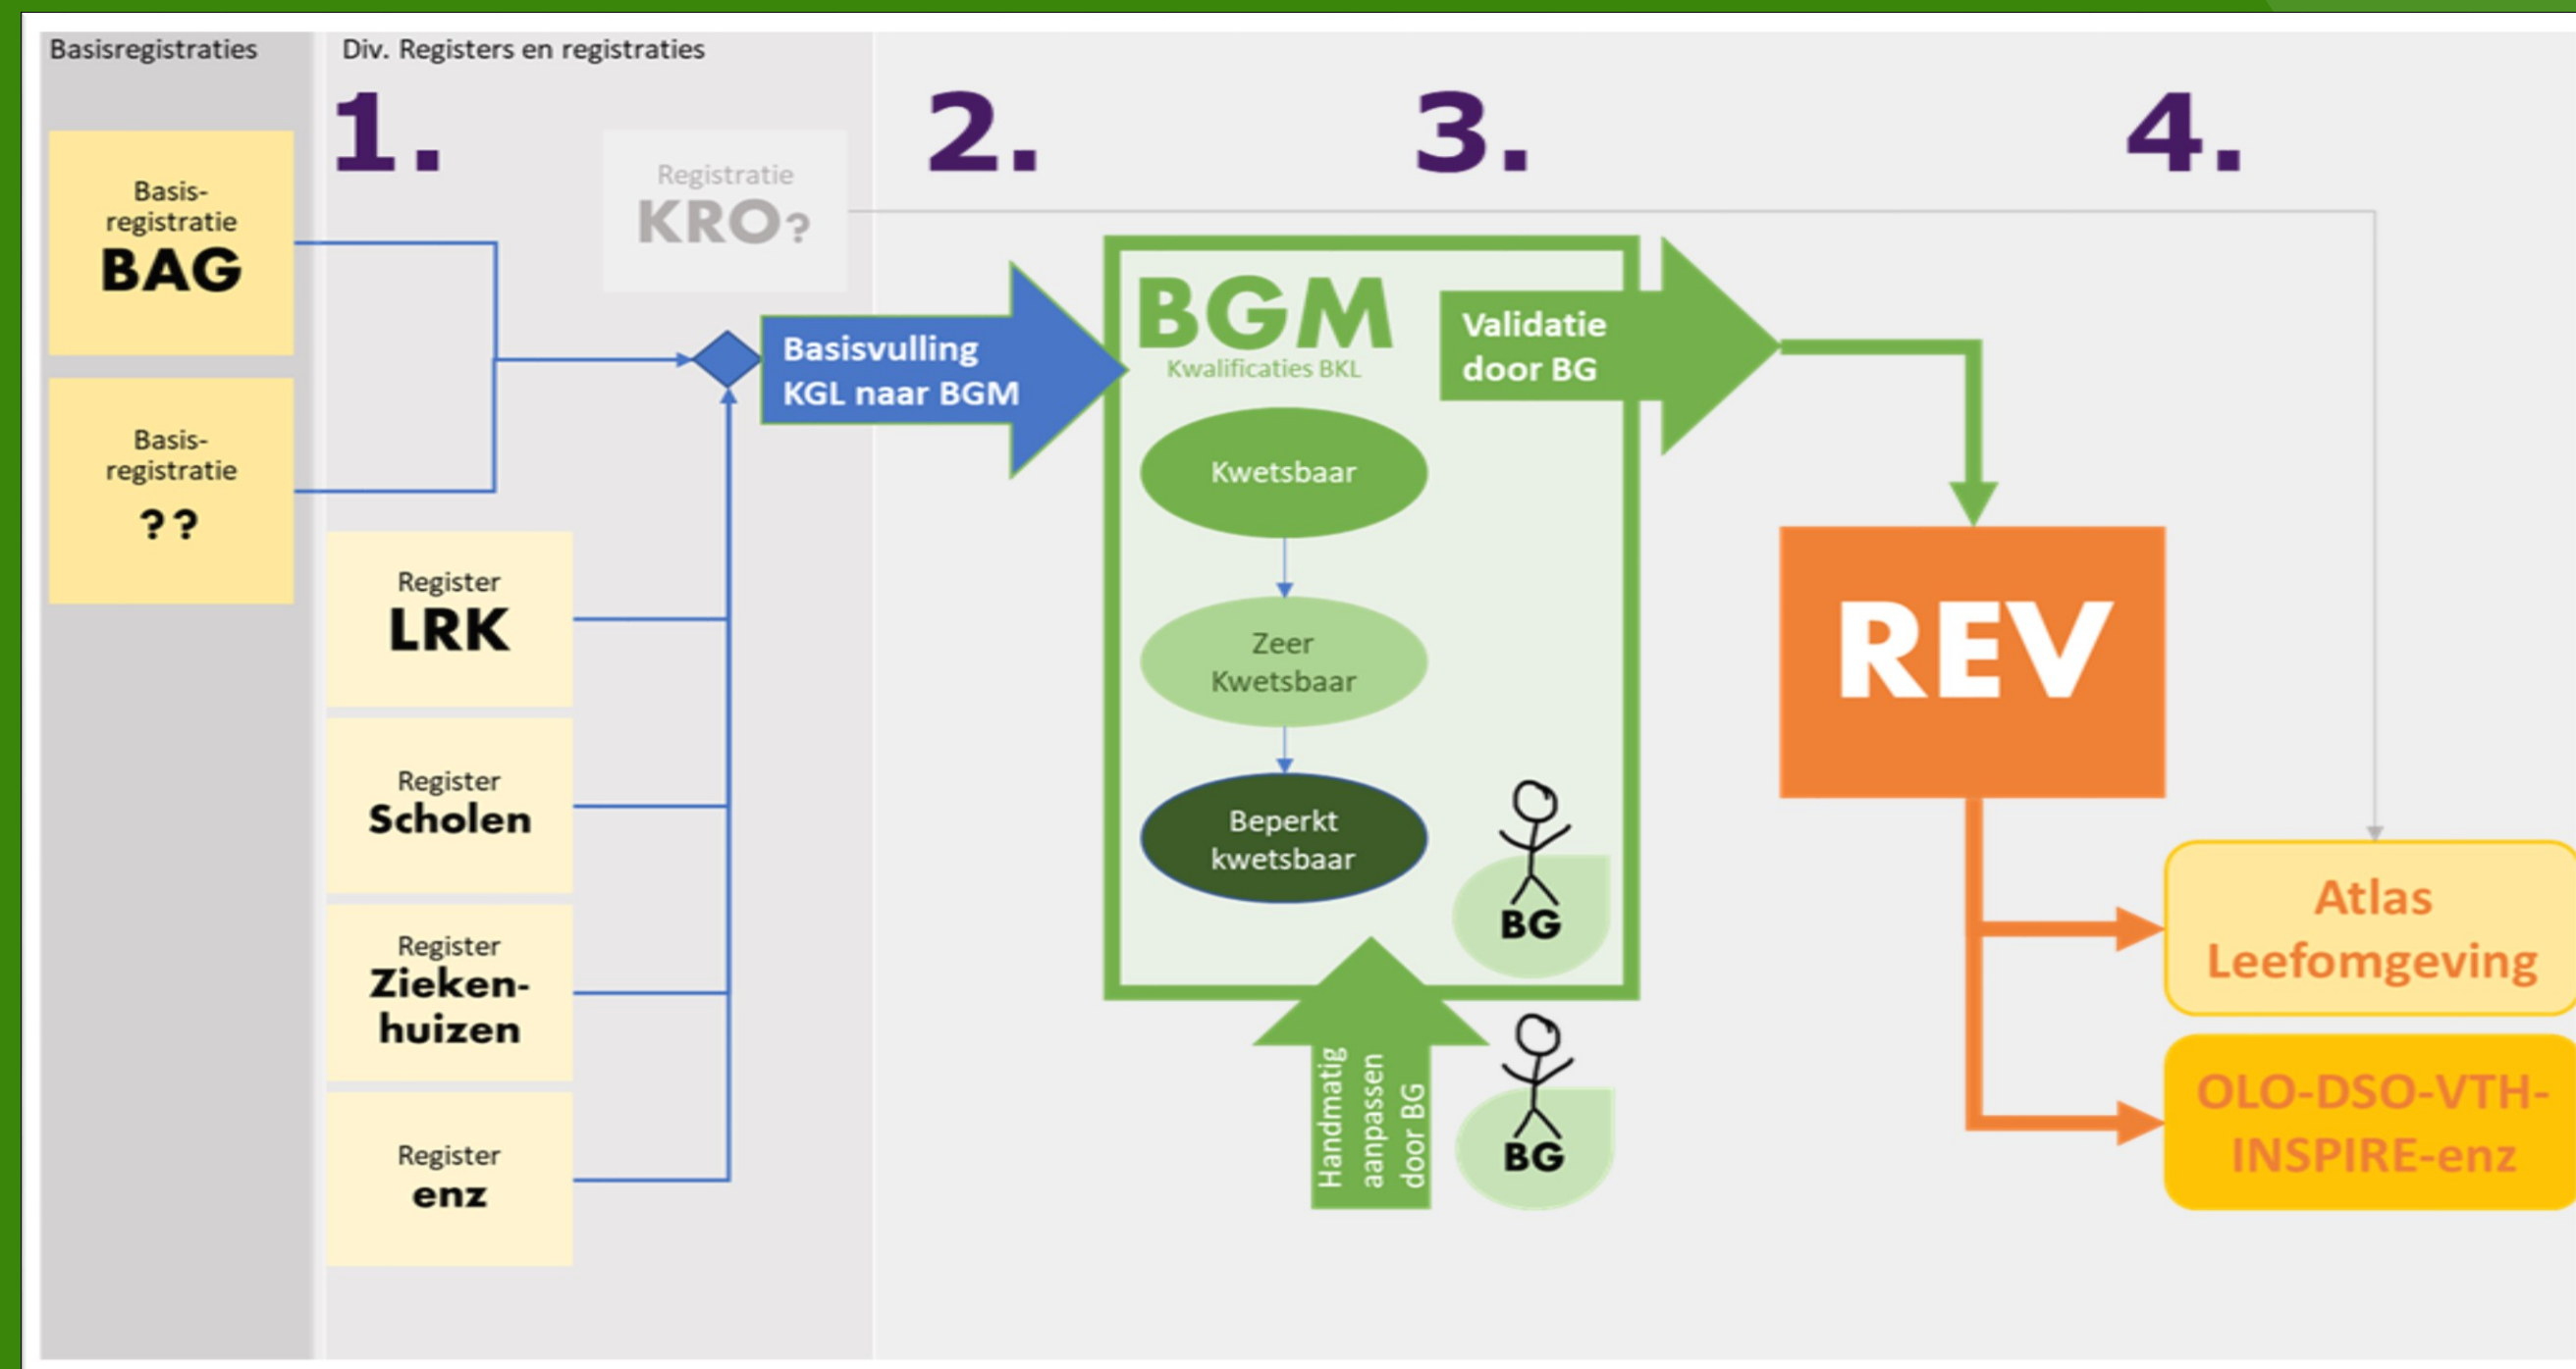 Basisregistraties
Div. Registers en registraties
1.
2.
3.
4.
Basis-
registratie
BAG
Basis-
registratie
??
Registratie
KRO?
Register
LRK
Register
Scholen
Register
Zieken-
huizen
Register
enz
Basisvulling
KGL naar BGM
BGM
Kwalificaties BKL
Kwetsbaar
Zeer
Kwetsbaar
Beperkt
kwetsbaar
BG
Validatie
door BG
Handmatig
aanpassen
door BG
BG
REV
Atlas
Leefomgeving
OLO-DSO-VTH-
INSPIRE-enz